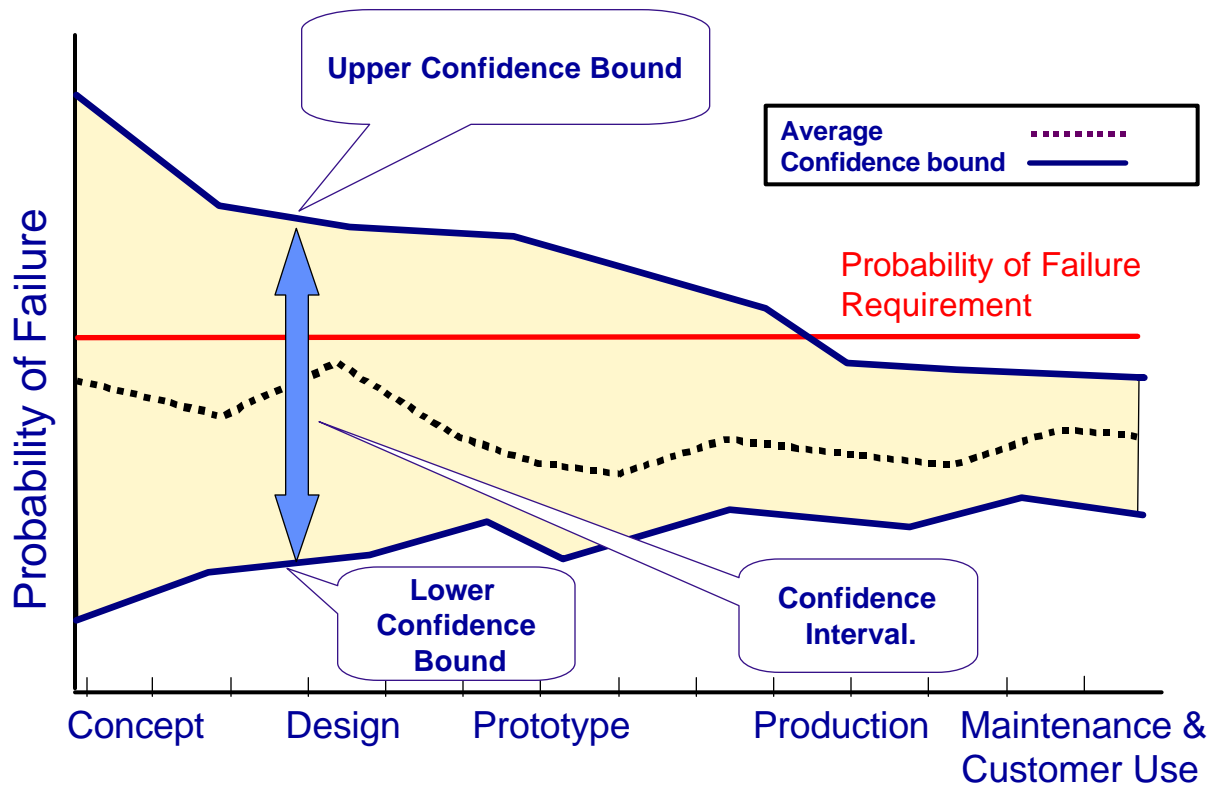 Upper Confidence Bound
Average
Confidence bound
Probability of Failure
Requirement
Probability of Failure
Lower
Confidence
Bound
Confidence
Interval.
Concept
Design
Prototype
Production
Maintenance &
Customer Use